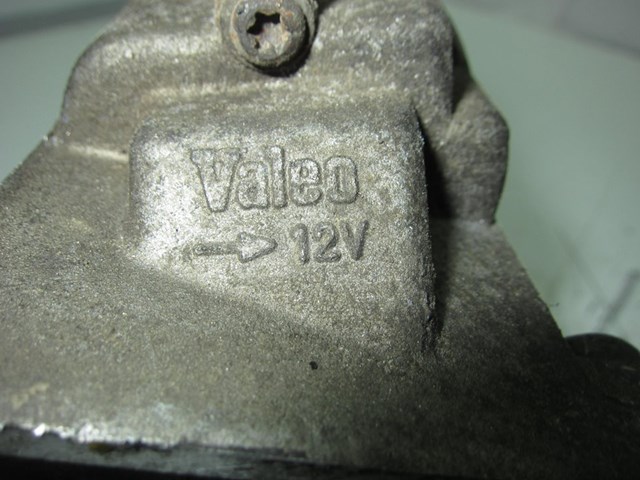 Valeo
→ 12V